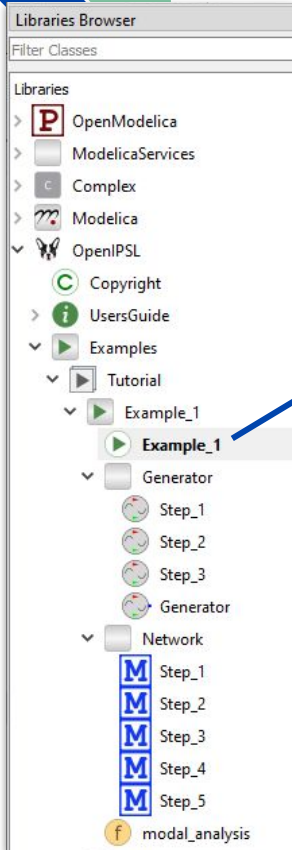 Libraries Browser
Filter Classes
Libraries
P OpenModelica
ModelicaServices
C Complex
m Modelica
OpenIPSL
C Copyright
i UsersGuide
Examples
Tutorial
Example_1
Example_1
Generator
Step_1
Step_2
Step_3
Generator
Network
M Step_1
M Step_2
M Step_3
M Step_4
M Step_5
f modal_analysis